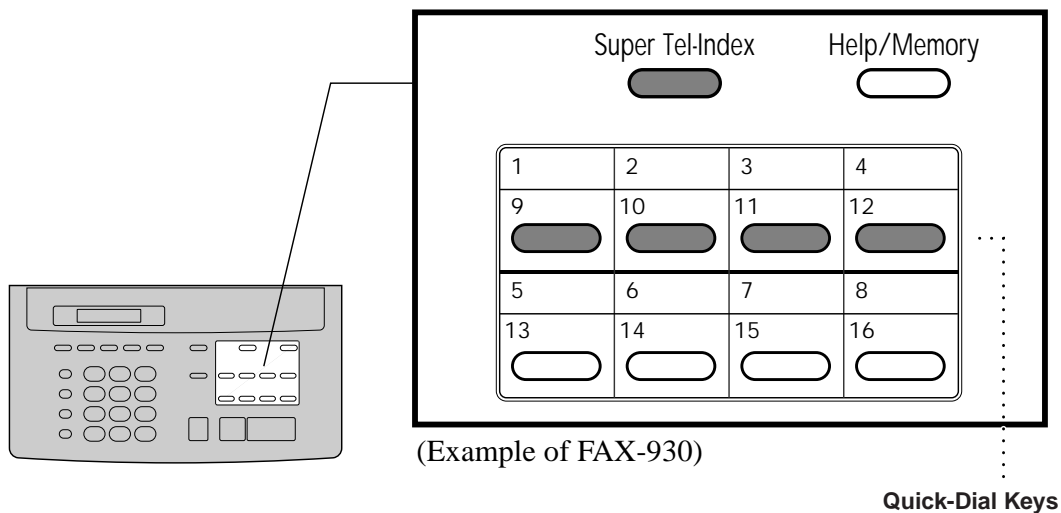 Super Tel-Index Help/Memory
1 2 3 4
9 10 11 12
5 6 7 8
13 14 15 16
(Example of FAX-930)
Quick-Dial Keys